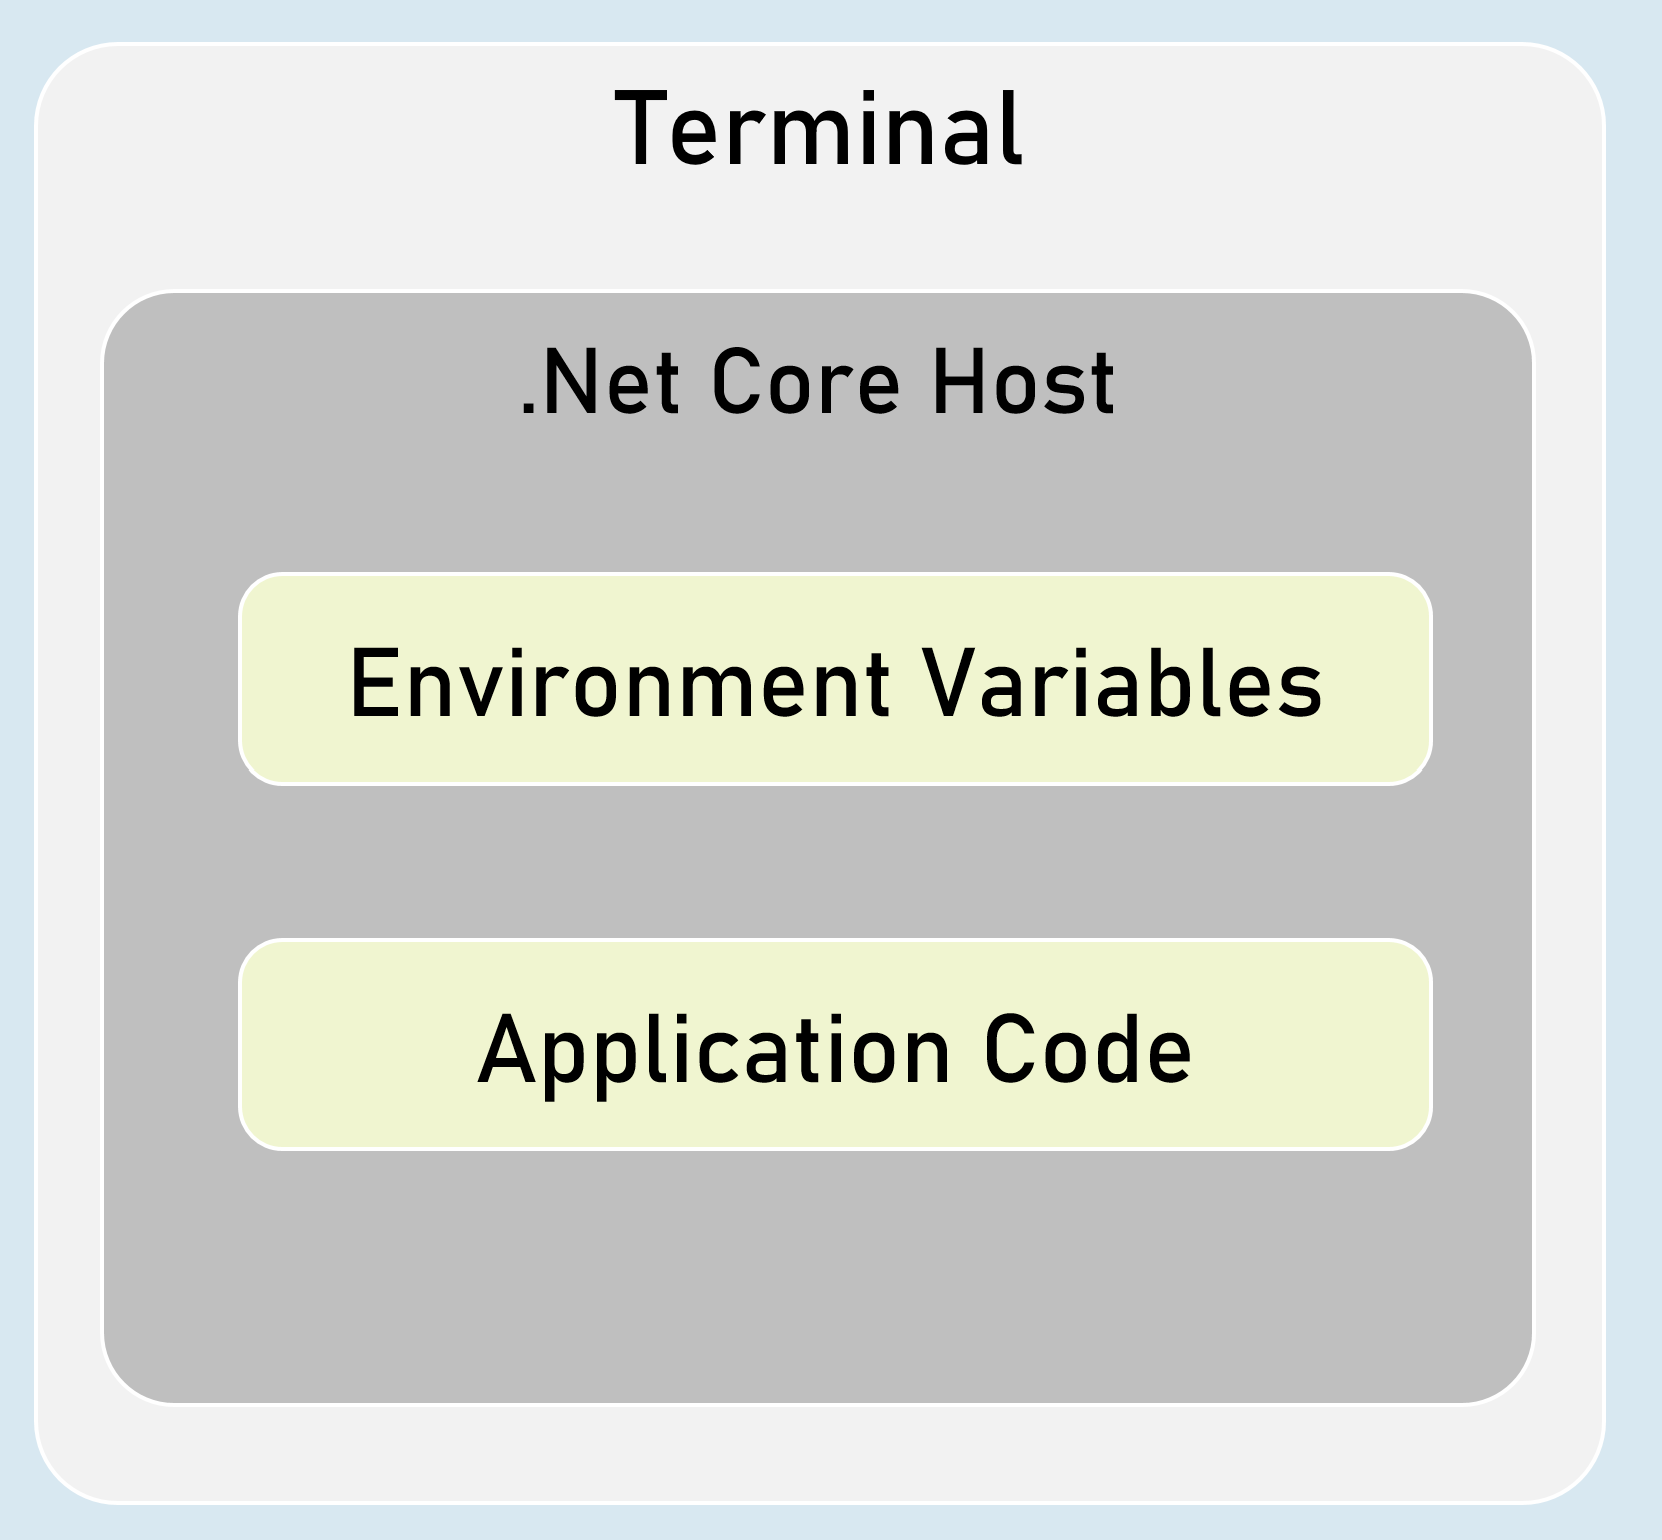 Terminal
.Net Core Host
Environment Variables
Application Code